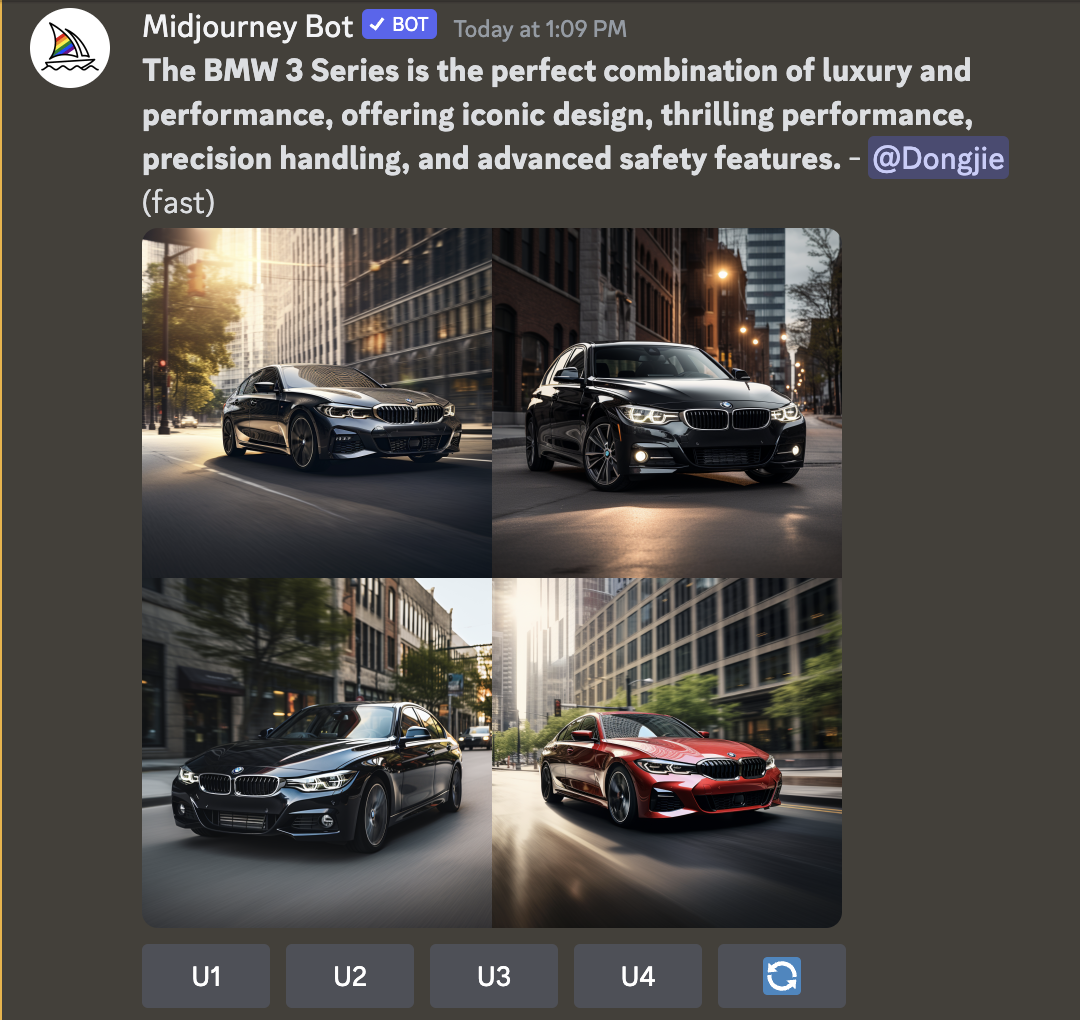 Midjourney Bot ✓ BOT Today at 1:09 PM
The BMW 3 Series is the perfect combination of luxury and
performance, offering iconic design, thrilling performance,
precision handling, and advanced safety features. - @Dongjie
(fast)
U1 U2 U3 U4